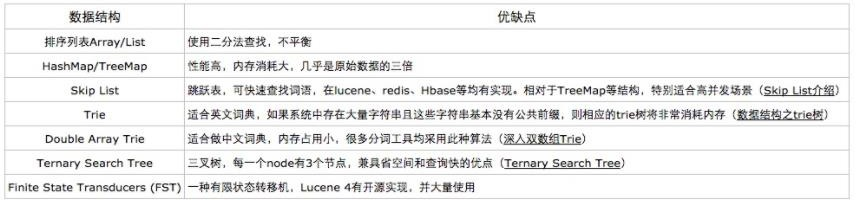 数据结构 优缺点
排序列表Array/List 使用二分法查找，不平衡
HashMap/TreeMap 性能高，内存消耗大，几乎是原始数据的三倍
Skip List 跳跃表，可快速查找词语，在lucene、redis、Hbase等均有实现。相对于TreeMap等结构，特别适合高并发场景（Skip List介绍）
Trie 适合英文词典，如果系统中存在大量字符串且这些字符串基本没有公共前缀，则相应的trie树将非常消耗内存（数据结构之trie树）
Double Array Trie 适合做中文词典，内存占用小，很多分词工具均采用此种算法（深入双数组Trie）
Ternary Search Tree 三叉树，每一个node有3个节点，兼具省空间和查询快的优点（Ternary Search Tree）
Finite State Transducers (FST) 一种有限状态转移机，Lucene 4有开源实现，并大量使用